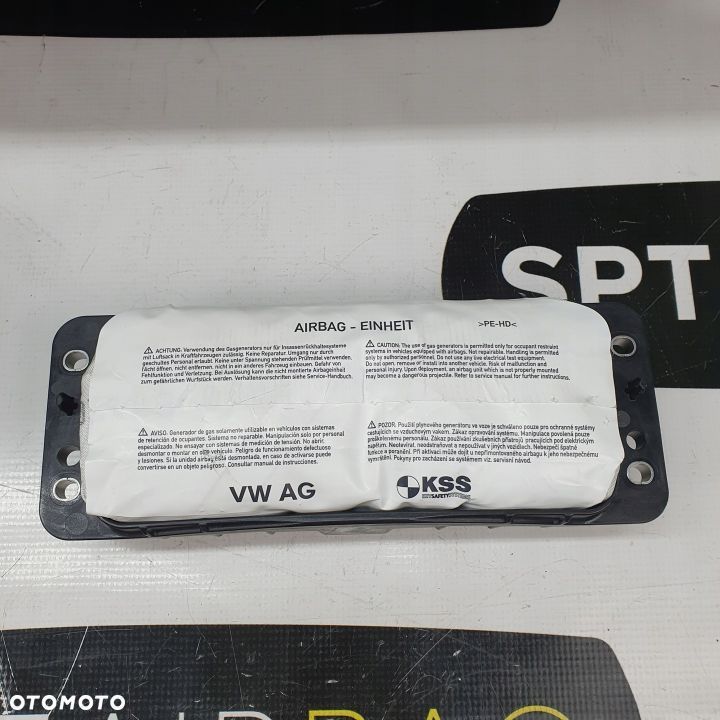 SPT
AIRBAG - EINHEIT >PE-HD<
ACHTUNG: Verwendung des Gasgenerators nur für Insassenrückhaltesysteme
mit Luftsack in Kraftfahrzeugen zulässig. Keine Reparatur. Umgang nur durch
geschultes Personal erlaubt. Keine unter Spannung stehenden Prüfmittel verwenden.
Nicht öffnen, nicht entfernen, nicht in ein anderes Fahrzeug einbauen. Gefahr von
Fehlfunktion und Verletzung. Bei Auslösung kann die nicht montierte Airbageinheit
zum gefährlichen Wurfstück werden. Verhaltensvorschriften siehe Service-Handbuch.
CAUTION: The use of gas generators is permitted only for occupant restraint
systems in vehicles equipped with airbags. Not repairable. Handling is permitted
only by authorized personnel. Do not use any live electrical test equipment.
Do not open, remove or install into another vehicle. Risk of malfunction and
personal injury. Upon deployment, an airbag unit which is not properly mounted
may become a dangerous projectile. Refer to service manual for further instructions.
AVISO: Generador de gas solamente utilizable en vehículos con sistemas
de retención de ocupantes. Sistema no reparable. Manipulación solo por personal
especializado. No ensayar con sistemas de medición de tensión. No abrir,
desmontar o montar en otro vehículo. Peligro de funcionamiento defectuoso
y lesiones. Si la unidad airbag está desmontada, en caso de activarse puede
convertirse en un objeto peligroso. Consultar manual de instrucciones.
POZOR: Použití plynového generátoru ve voze je schváleno pouze pro ochranné systémy
cestujících se vzduchovým vakem. Zákaz opravování systému. Manipulace povolená pouze
proškolenému personálu. Zákaz používání zkušebních přístrojů pracujících pod elektrickým
napětím. Neotevírat, neodstraňovat a nepoužívat v jiných vozidlech. Nebezpečí špatné
funkce a poranění. Při aktivaci může dojít u nepřimontovaného airbagu k jeho nebezpečnému
vymrštění. Pokyny pro zacházení se systémem viz. servisní návod.
VW AG
KSS
KEYSAFETYSYSTEMS
OTOMOTO
AIRBAG